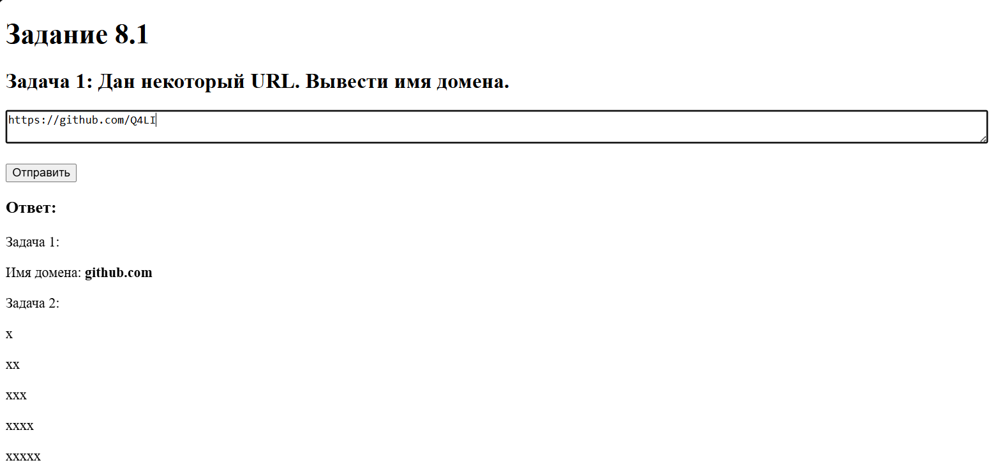 Задание 8.1
Задача 1: Дан некоторый URL. Вывести имя домена.
https://github.com/Q4LI
Отправить
Ответ:
Задача 1:
Имя домена: github.com
Задача 2:
x
xx
xxx
xxxx
xxxxx